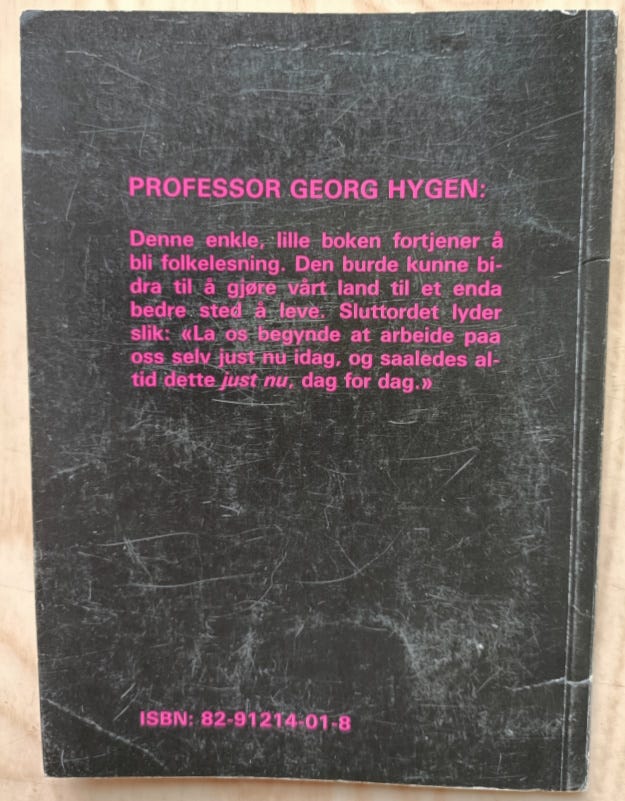 PROFESSOR GEORG HYGEN:
Denne enkle, lille boken fortjener å
bli folkelesning. Den burde kunne bi-
dra til å gjøre vårt land til et enda
bedre sted å leve. Sluttordet lyder
slik: «La os begynde at arbeide paa
oss selv just nu idag, og saaledes al-
tid dette just nu, dag for dag.»
ISBN: 82-91214-01-8